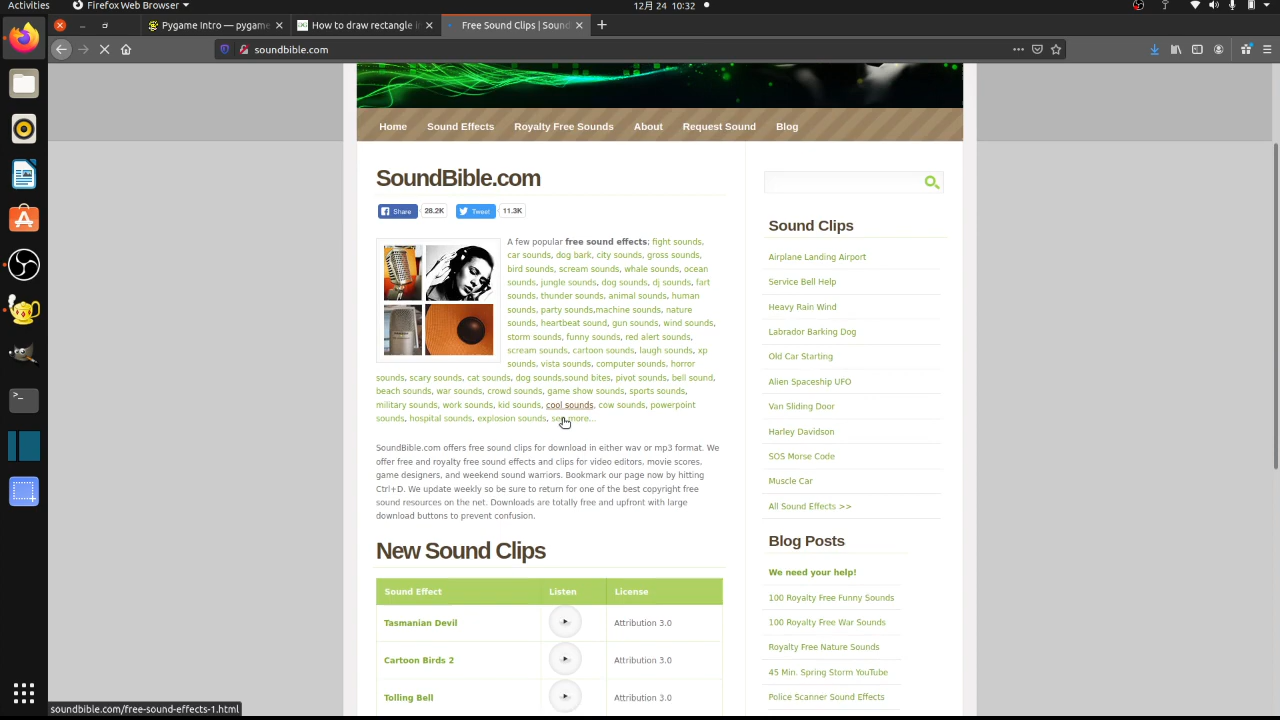 Activities
Firefox Web Browser
12月 24 10:32
Pygame Intro — pygame
How to draw rectangle in
Free Sound Clips | Sound
soundbible.com
Home Sound Effects Royalty Free Sounds About Request Sound Blog
SoundBible.com
Share 28.2K Tweet 11.3K
A few popular free sound effects; fight sounds,
car sounds, dog bark, city sounds, gross sounds,
bird sounds, scream sounds, whale sounds, ocean
sounds, jungle sounds, dog sounds, dj sounds, fart
sounds, thunder sounds, animal sounds, human
sounds, party sounds,machine sounds, nature
sounds, heartbeat sound, gun sounds, wind sounds,
storm sounds, funny sounds, red alert sounds,
scream sounds, cartoon sounds, laugh sounds, xp
sounds, vista sounds, computer sounds, horror
sounds, scary sounds, cat sounds, dog sounds,sound bites, pivot sounds, bell sound,
beach sounds, war sounds, crowd sounds, game show sounds, sports sounds,
military sounds, work sounds, kid sounds, cool sounds, cow sounds, powerpoint
sounds, hospital sounds, explosion sounds, see more...
SoundBible.com offers free sound clips for download in either wav or mp3 format. We
offer free and royalty free sound effects and clips for video editors, movie scores,
game designers, and weekend sound warriors. Bookmark our page now by hitting
Ctrl+D. We update weekly so be sure to return for one of the best copyright free
sound resources on the net. Downloads are totally free and upfront with large
download buttons to prevent confusion.
New Sound Clips
Sound Effect Listen License
Tasmanian Devil Attribution 3.0
Cartoon Birds 2 Attribution 3.0
Tolling Bell Attribution 3.0
Sound Clips
Airplane Landing Airport
Service Bell Help
Heavy Rain Wind
Labrador Barking Dog
Old Car Starting
Alien Spaceship UFO
Van Sliding Door
Harley Davidson
SOS Morse Code
Muscle Car
All Sound Effects >>
Blog Posts
We need your help!
100 Royalty Free Funny Sounds
100 Royalty Free War Sounds
Royalty Free Nature Sounds
45 Min. Spring Storm YouTube
Police Scanner Sound Effects
soundbible.com/free-sound-effects-1.html